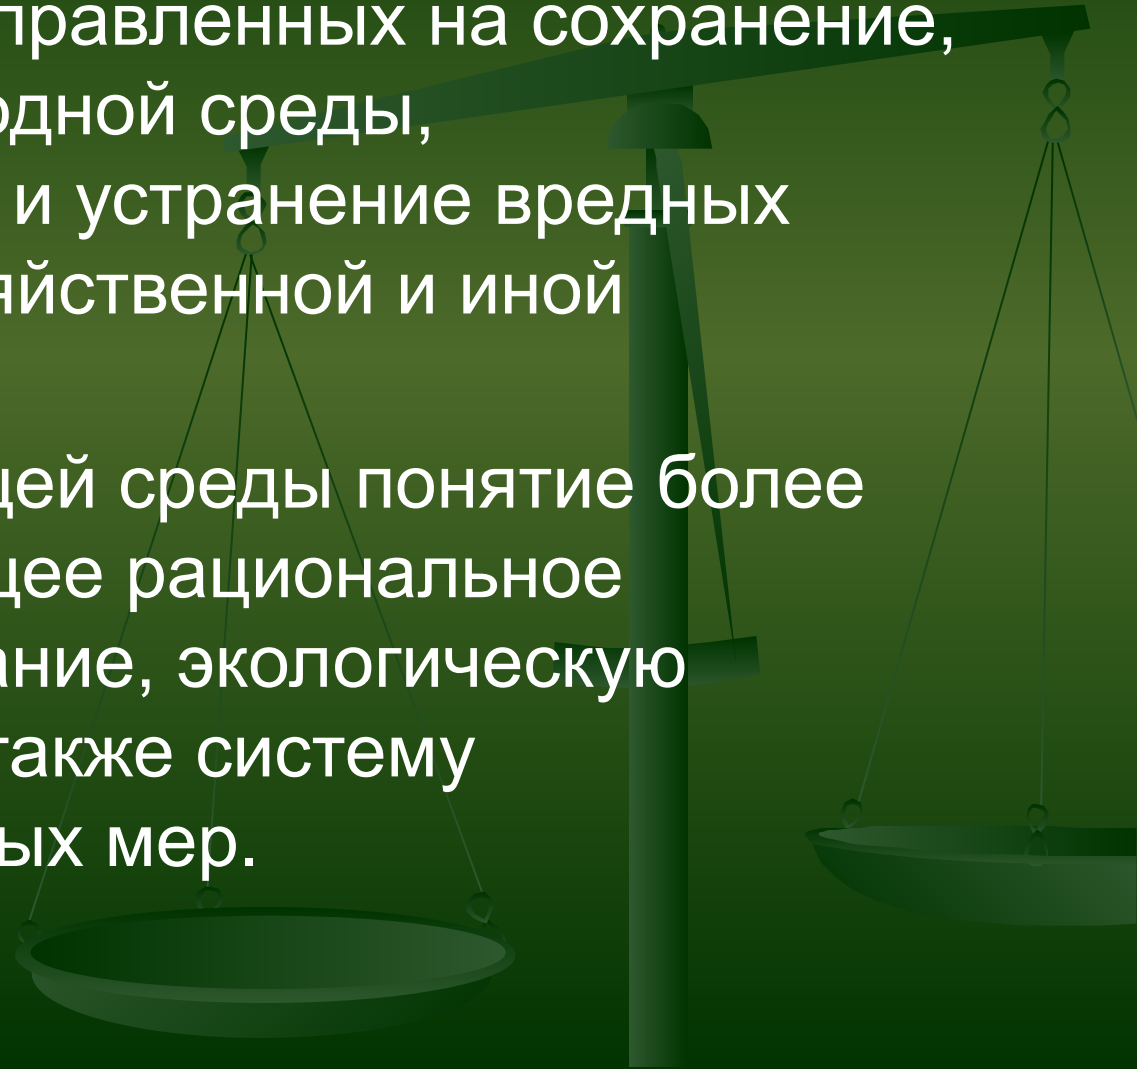 правленных на сохранение,
одной среды,
и устранение вредных
яйственной и иной
щей среды понятие более
щее рациональное
ание, экологическую
также систему
ых мер.